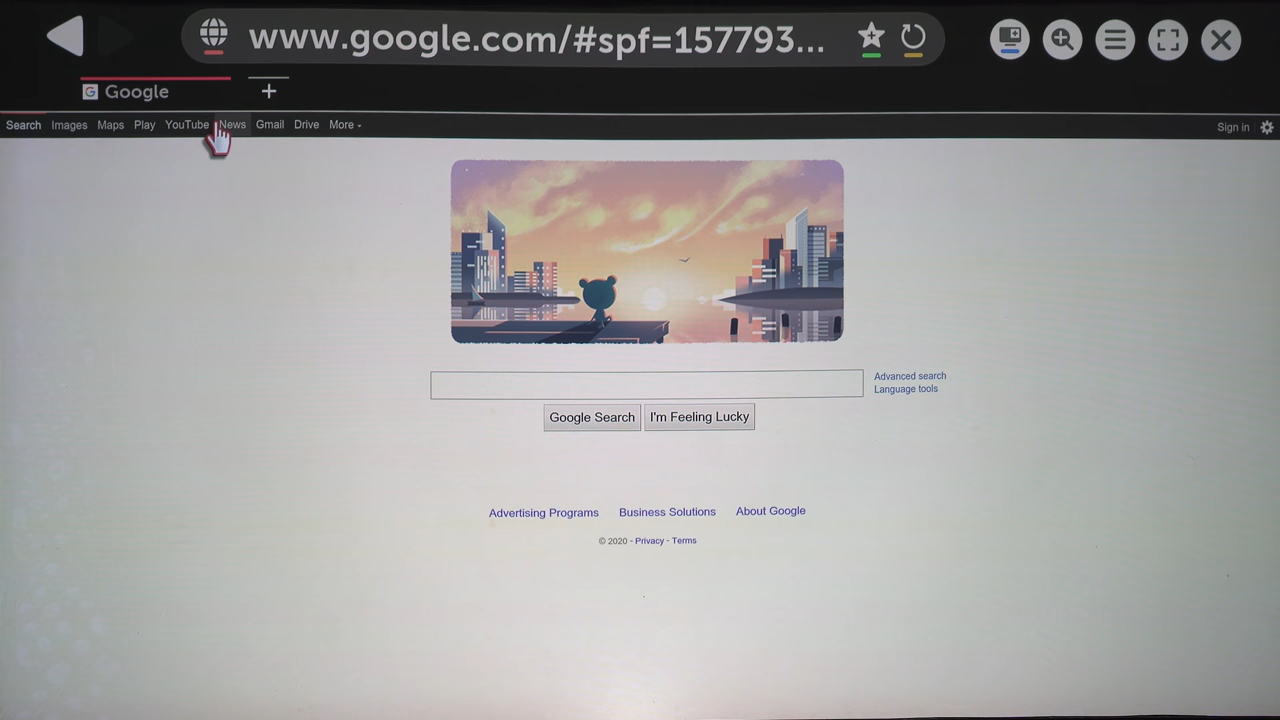 www.google.com/#spf=157793...
Google
Search Images Maps Play YouTube News Gmail Drive More
Sign in
Advanced search
Language tools
Google Search I'm Feeling Lucky
Advertising Programs Business Solutions About Google
© 2020 - Privacy - Terms